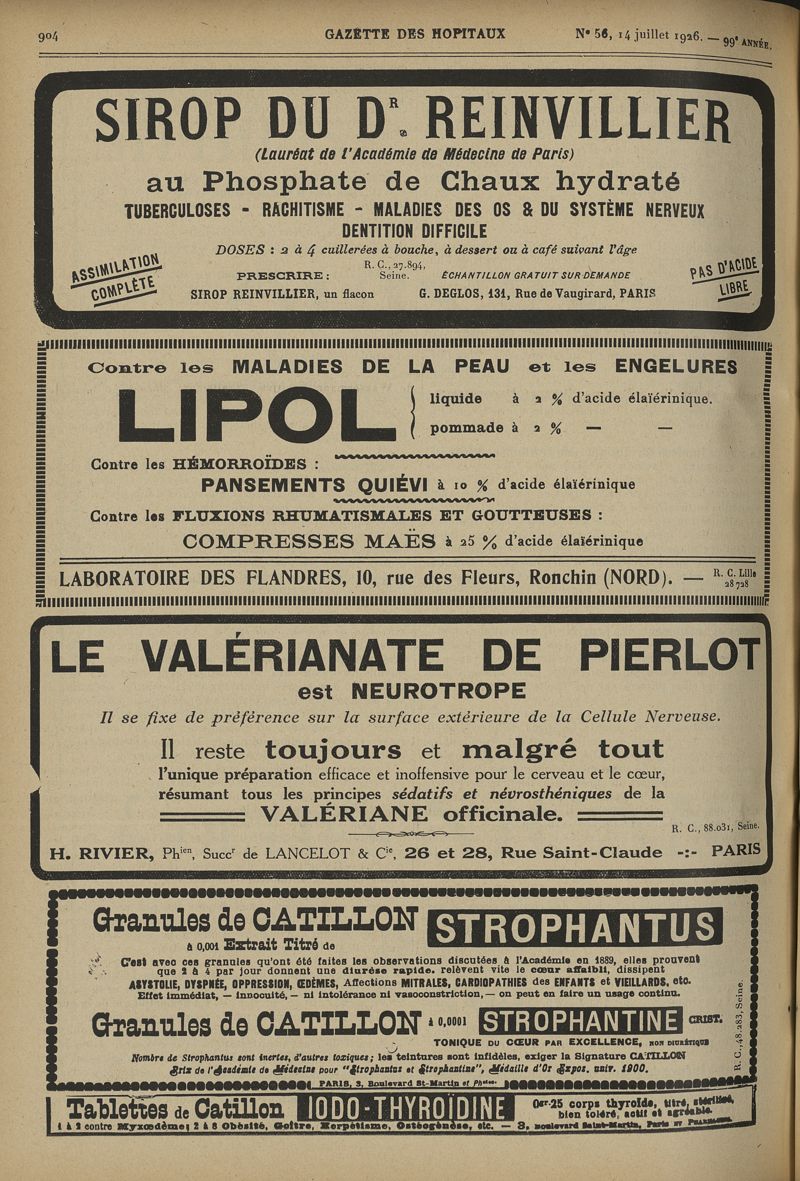 904 GAZETTE DES HOPITAUX N° 56, 14 juillet 1926. — 99e ANNÉE.
SIROP DU DR REINVILLIER
(Lauréat de l'Académie de Médecine de Paris)
au Phosphate de Chaux hydraté
TUBERCULOSES - RACHITISME - MALADIES DES OS & DU SYSTÈME NERVEUX
DENTITION DIFFICILE
DOSES : 2 à 4 cuillerées à bouche, à dessert ou à café suivant l'âge
ASSIMILATION
COMPLÈTE
PRESCRIRE :
R. C., 27.894,
Seine.
ÉCHANTILLON GRATUIT SUR DEMANDE
PAS D'ACIDE
LIBRE
SIROP REINVILLIER, un flacon G. DEGLOS, 131, Rue de Vaugirard, PARIS
Contre les MALADIES DE LA PEAU et les ENGELURES
LIPOL
liquide à 2 % d'acide élaïérinique.
pommade à 2 % — —
Contre les HÉMORROÏDES :
PANSEMENTS QUIÉVI à 10 % d'acide élaïérinique
Contre les FLUXIONS RHUMATISMALES ET GOUTTEUSES :
COMPRESSES MAËS à 25 % d'acide élaïérinique
LABORATOIRE DES FLANDRES, 10, rue des Fleurs, Ronchin (NORD). — R. C. Lille
28728
LE VALÉRIANATE DE PIERLOT
est NEUROTROPE
Il se fixe de préférence sur la surface extérieure de la Cellule Nerveuse.
Il reste toujours et malgré tout
l'unique préparation efficace et inoffensive pour le cerveau et le cœur,
résumant tous les principes sédatifs et névrosthéniques de la
VALÉRIANE officinale.
R. C., 88.031, Seine.
H. RIVIER, Phien, Succr de LANCELOT & Cie, 26 et 28, Rue Saint-Claude -:- PARIS
Granules de CATILLON STROPHANTUS
à 0,001 Extrait Titré de
C'est avec ces granules qu'ont été faites les observations discutées à l'Académie en 1889, elles prouvent
que 2 à 4 par jour donnent une diurèse rapide. relèvent vite le cœur affaibli, dissipent
ASYSTOLIE, DYSPNÉE, OPPRESSION, ŒDÈMES, Affections MITRALES, CARDIOPATHIES des ENFANTS et VIEILLARDS, etc.
Effet immédiat, — innocuité, — ni intolérance ni vasoconstriction, — on peut en faire un usage continu.
Granules de CATILLON à 0,0001 STROPHANTINE CRIST.
TONIQUE DU CŒUR PAR EXCELLENCE, NON DIURÉTIQUE
Nombre de Strophantus sont inertes, d'autres toxiques; les teintures sont infidèles, exiger la Signature CATILLON
Prix de l'Académie de Médecine pour "Strophantus et Strophantine", Médaille d'Or Expos. univ. 1900.
PARIS, 3, Boulevard St-Martin et Phies.
R. C., 48.283, Seine.
Tablettes de Catillon IODO-THYROÏDINE 0gr.25 corps thyroïde, titré, stérilisé,
bien toléré, actif et agréable.
1 à 2 contre Myxœdème; 2 à 8 Obésité, Goître, Herpétisme, Ostéogénèse, etc. — 3, Boulevard Saint-Martin, Paris ET PHARMACIES.